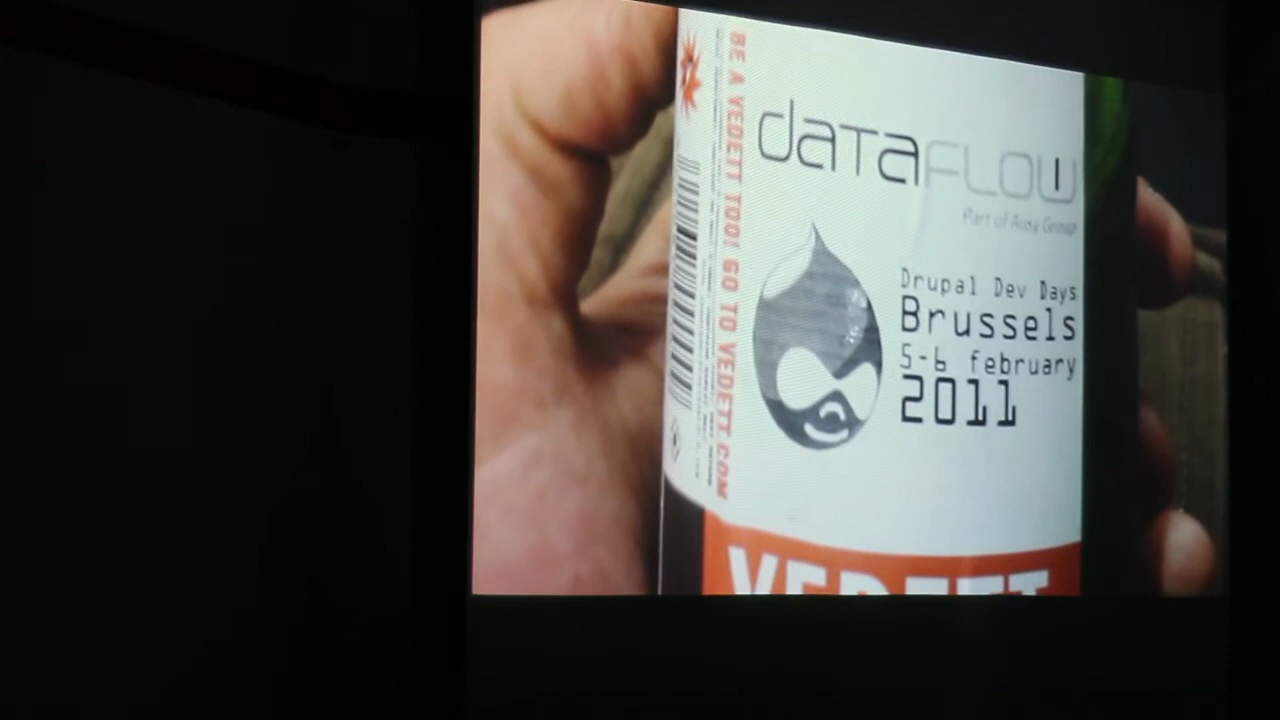 BE A VEDETT TOO! GO TO VEDETT.COM
dataflow
Part of Ausy Group
Drupal Dev Days
Brussels
5-6 february
2011
VEDETT